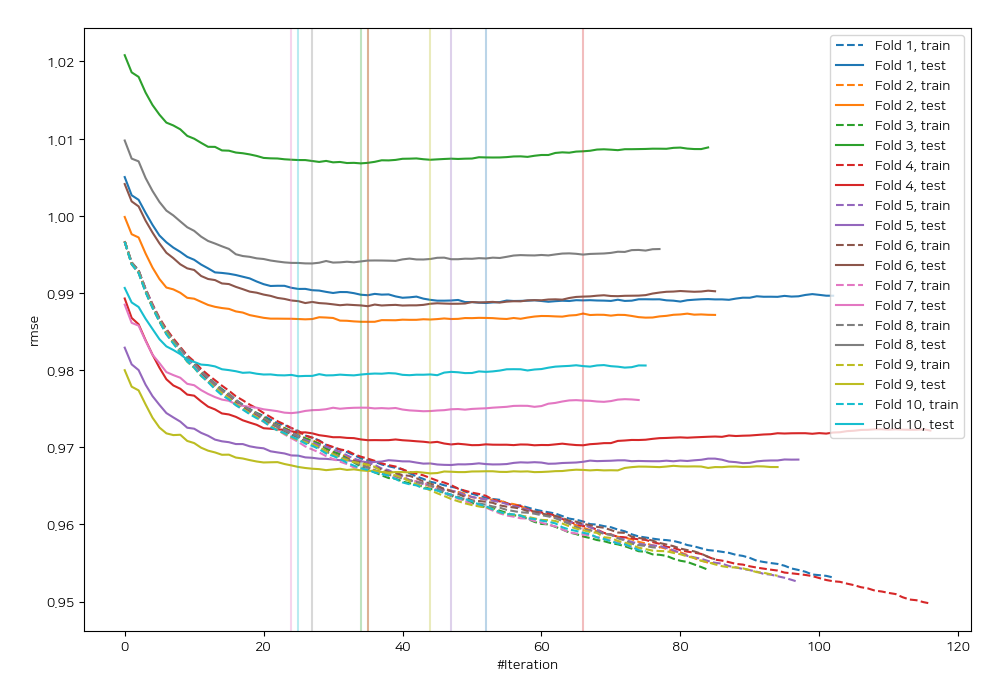 1.02
1.01
1.00
0.99
0.98
0.97
0.96
0.95
rmse
0
20
40
60
80
100
120
#Iteration
Fold 1, train
Fold 1, test
Fold 2, train
Fold 2, test
Fold 3, train
Fold 3, test
Fold 4, train
Fold 4, test
Fold 5, train
Fold 5, test
Fold 6, train
Fold 6, test
Fold 7, train
Fold 7, test
Fold 8, train
Fold 8, test
Fold 9, train
Fold 9, test
Fold 10, train
Fold 10, test